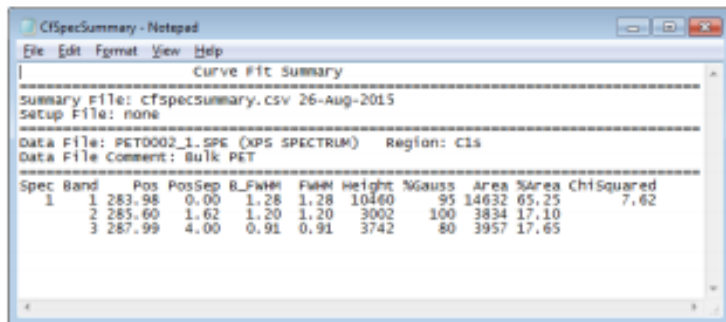 CfSpecSummary - Notepad
File Edit Format View Help
Curve Fit Summary
Summary File: CfSpecSummary.csv 26-Aug-2015
Setup File: none
Data File: PET0002_1.SPE (XPS SPECTRUM) Region: C1s
Data File Comment: Bulk PET
Spec Band Pos PosSep B_FWHM FWHM Height %Gauss Area %Area ChiSquared
1 1 283.98 0.00 1.28 1.28 10460 95 14632 65.25 7.62
2 285.60 1.62 1.20 1.20 3002 100 3834 17.10
3 287.99 4.00 0.91 0.91 3742 80 3957 17.65